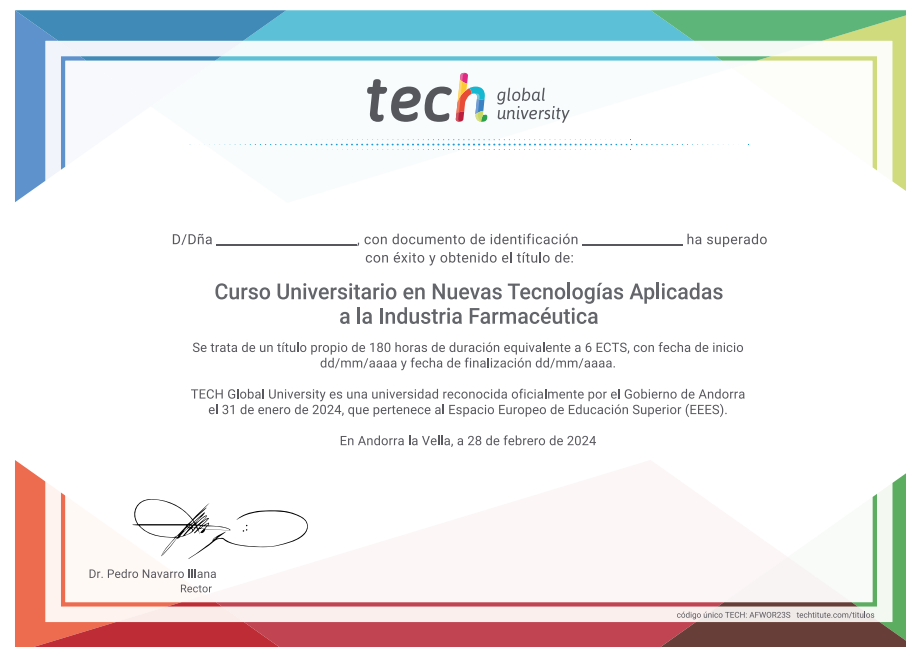 tech global
university
D/Dña ____________, con documento de identificación ____________ ha superado
con éxito y obtenido el título de:
Curso Universitario en Nuevas Tecnologías Aplicadas
a la Industria Farmacéutica
Se trata de un título propio de 180 horas de duración equivalente a 6 ECTS, con fecha de inicio
dd/mm/aaaa y fecha de finalización dd/mm/aaaa.
TECH Global University es una universidad reconocida oficialmente por el Gobierno de Andorra
el 31 de enero de 2024, que pertenece al Espacio Europeo de Educación Superior (EEES).
En Andorra la Vella, a 28 de febrero de 2024
Dr. Pedro Navarro Illana
Rector
código único TECH: AFWOR23S techtitute.com/titulos